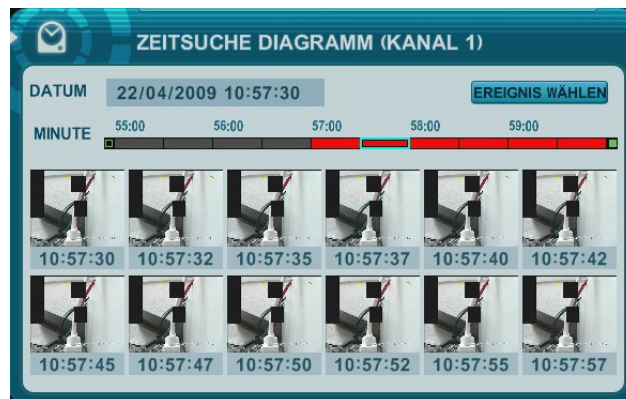 ZEITSUCHE DIAGRAMM (KANAL 1)
DATUM 22/04/2009 10:57:30 EREIGNIS WÄHLEN
MINUTE 55:00 56:00 57:00 58:00 59:00
10:57:30 10:57:32 10:57:35 10:57:37 10:57:40 10:57:42
10:57:45 10:57:47 10:57:50 10:57:52 10:57:55 10:57:57